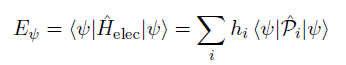 E_ψ = ⟨ψ|Ĥ_elec|ψ⟩ = ∑_i h_i ⟨ψ|𝒫̂_i|ψ⟩